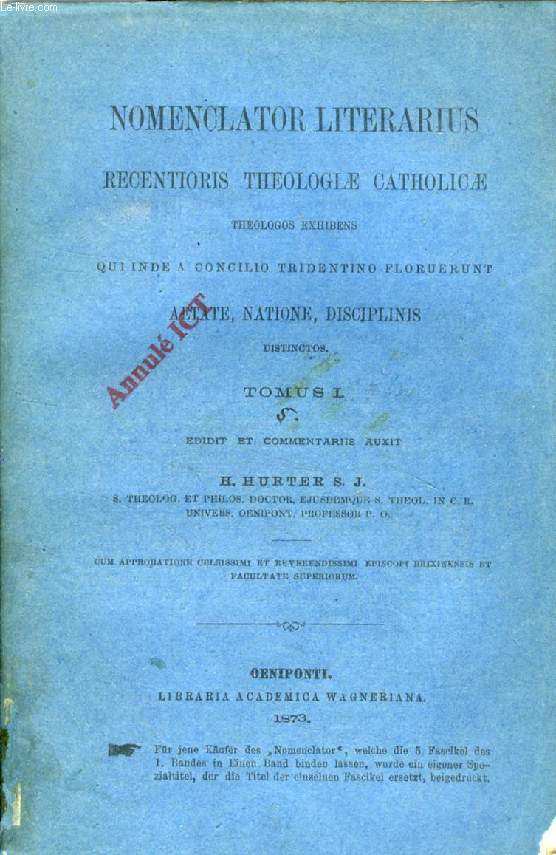 Le-livre.com
NOMENCLATOR LITERARIUS
RECENTIORIS THEOLOGIÆ CATHOLICÆ
THEOLOGOS EXHIBENS
QUI INDE A CONCILIO TRIDENTINO FLORUERUNT
AETATE, NATIONE, DISCIPLINIS
DISTINCTOS.
Annulé ICT
TOMUS I.
EDIDIT ET COMMENTARIIS AUXIT
H. HURTER S. J.
S. THEOLOG. ET PHILOS. DOCTOR, EJUSDEMQUE S. THEOL. IN C. R.
UNIVERS. OENIPONT. PROFESSOR P. O.
CUM APPROBATIONE CELSISSIMI ET REVERENDISSIMI EPISCOPI BRIXINENSIS ET
FACULTATE SUPERIORUM.
OENIPONTI.
LIBRARIA ACADEMICA WAGNERIANA.
1873.
Für jene Käufer des „Nomenclator“, welche die 5 Fascikel des
1. Bandes in Einen Band binden lassen, wurde ein eigener Spe-
zialtitel, der die Titel der einzelnen Fascikel ersetzt, beigedruckt.